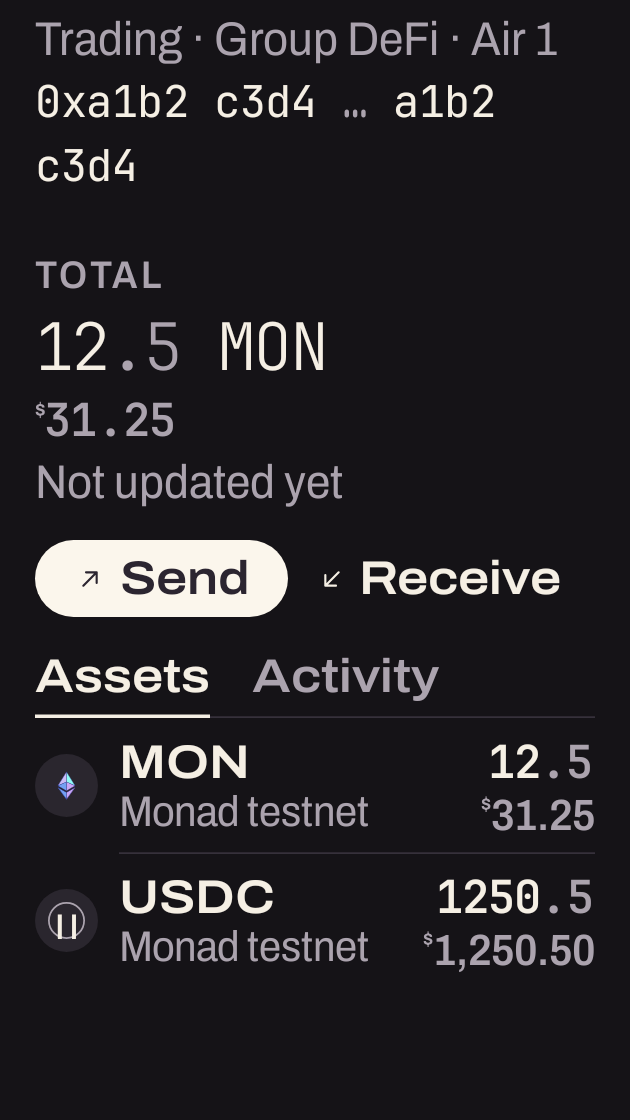 Trading · Group DeFi · Air 1
0xa1b2 c3d4 … a1b2
c3d4
TOTAL
12.5 MON
$31.25
Not updated yet
Send
Receive
Assets
Activity
MON
12.5
Monad testnet
$31.25
USDC
1250.5
Monad testnet
$1,250.50